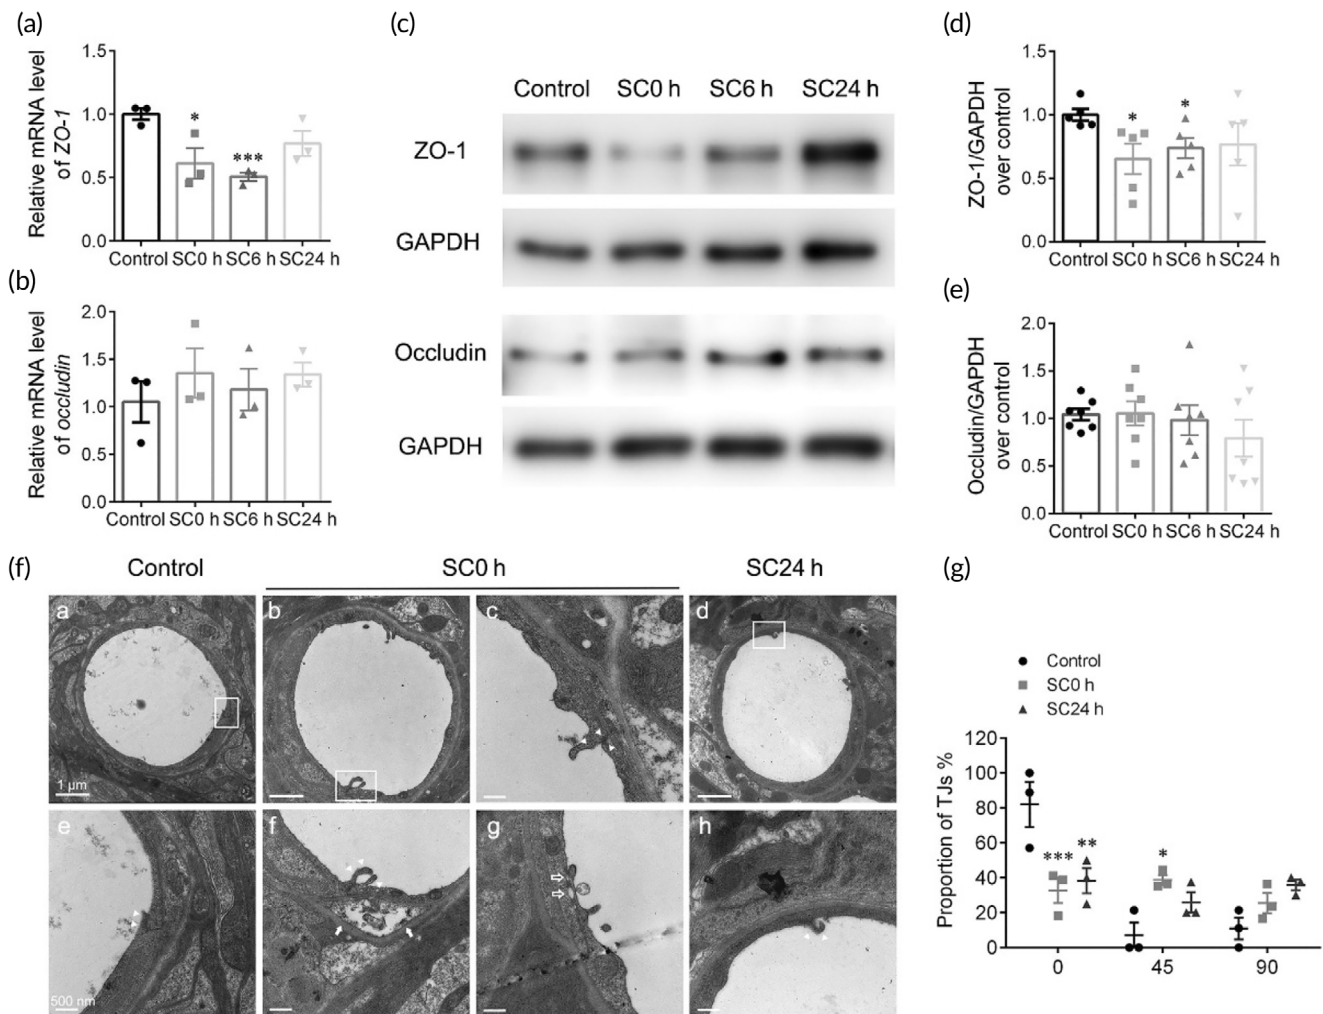 (a)
Relative mRNA level
of ZO-1
1.5
1.0
0.5
0.0
*
***
Control SC0 h SC6 h SC24 h
(b)
Relative mRNA level
of occludin
2.0
1.5
1.0
0.5
0.0
Control SC0 h SC6 h SC24 h
(c)
Control SC0 h SC6 h SC24 h
ZO-1
GAPDH
Occludin
GAPDH
(d)
ZO-1/GAPDH
over control
1.5
1.0
0.5
0.0
*
*
Control SC0 h SC6 h SC24 h
(e)
Occludin/GAPDH
over control
2.0
1.5
1.0
0.5
0.0
Control SC0 h SC6 h SC24 h
(f)
Control SC0 h SC24 h
a b c d
1 μm
e f g h
500 nm
(g)
Control
SC0 h
SC24 h
Proportion of TJs %
120
100
80
60
40
20
0
*** ** *
0 45 90